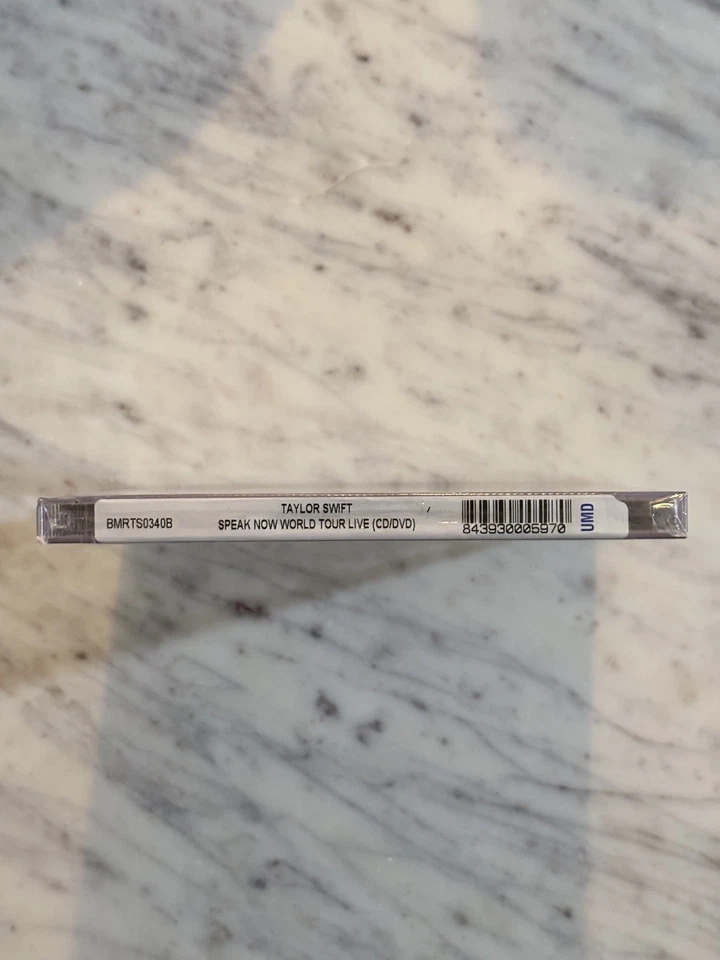 BMRTS0340B
TAYLOR SWIFT
SPEAK NOW WORLD TOUR LIVE (CD/DVD)
843930005970
UMD